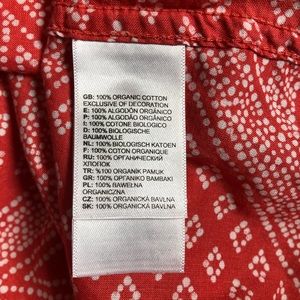 GB: 100% ORGANIC COTTON
EXCLUSIVE OF DECORATION
E: 100% ALGODÓN ORGÁNICO
P: 100% ALGODÃO ORGÂNICO
I: 100% COTONE BIOLOGICO
D: 100% BIOLOGISCHE
BAUMWOLLE
NL: 100% BIOLOGISCH KATOEN
F: 100% COTON ORGANIQUE
RU: 100% ОРГАНИЧЕСКИЙ
ХЛОПОК
TR: %100 ORGANİK PAMUK
GR: 100% ΟΡΓΑΝΙΚΟ ΒΑΜΒΑΚΙ
PL: 100% BAWEŁNA
ORGANICZNA
CZ: 100% ORGANICKÁ BAVLNA
SK: 100% ORGANICKÁ BAVLNA